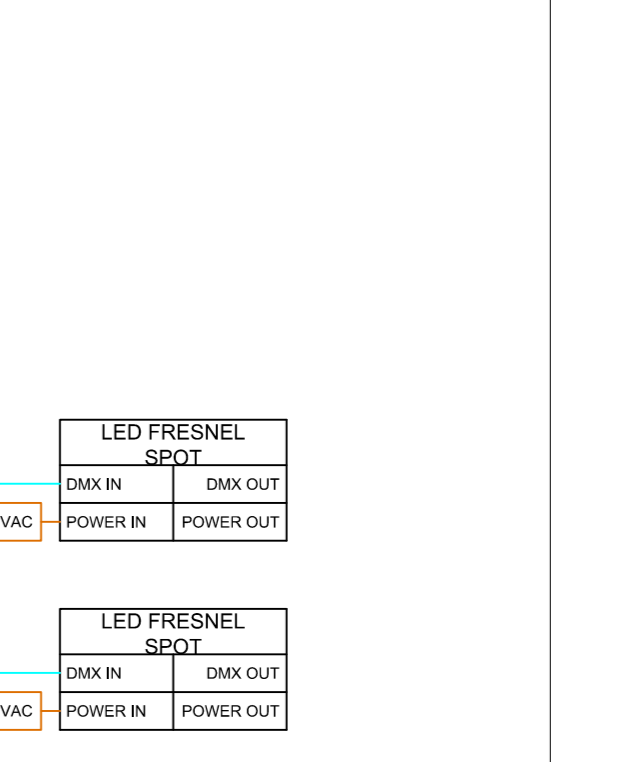 LED FRESNEL
SPOT
DMX IN DMX OUT
VAC POWER IN POWER OUT
LED FRESNEL
SPOT
DMX IN DMX OUT
VAC POWER IN POWER OUT